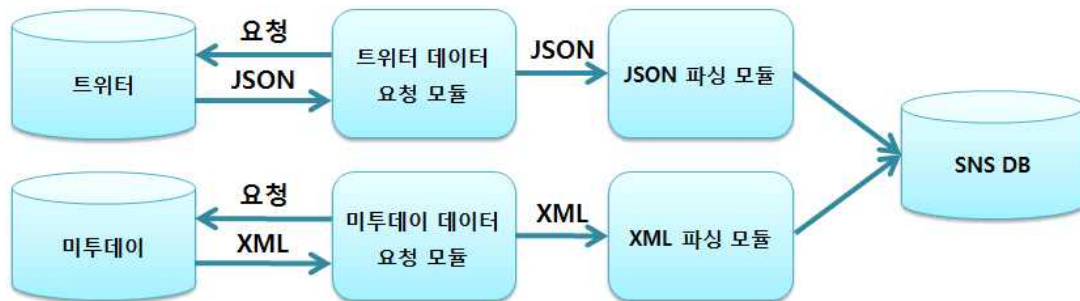 요청
트위터
JSON
트위터 데이터
요청 모듈
JSON
JSON 파싱 모듈
SNS DB
요청
미투데이
XML
미투데이 데이터
요청 모듈
XML
XML 파싱 모듈